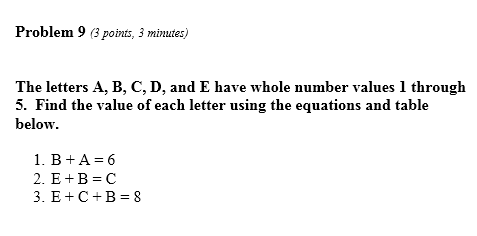 Problem 9 (3 points, 3 minutes)
The letters A, B, C, D, and E have whole number values 1 through
5. Find the value of each letter using the equations and table
below.
1. B + A = 6
2. E + B = C
3. E + C + B = 8